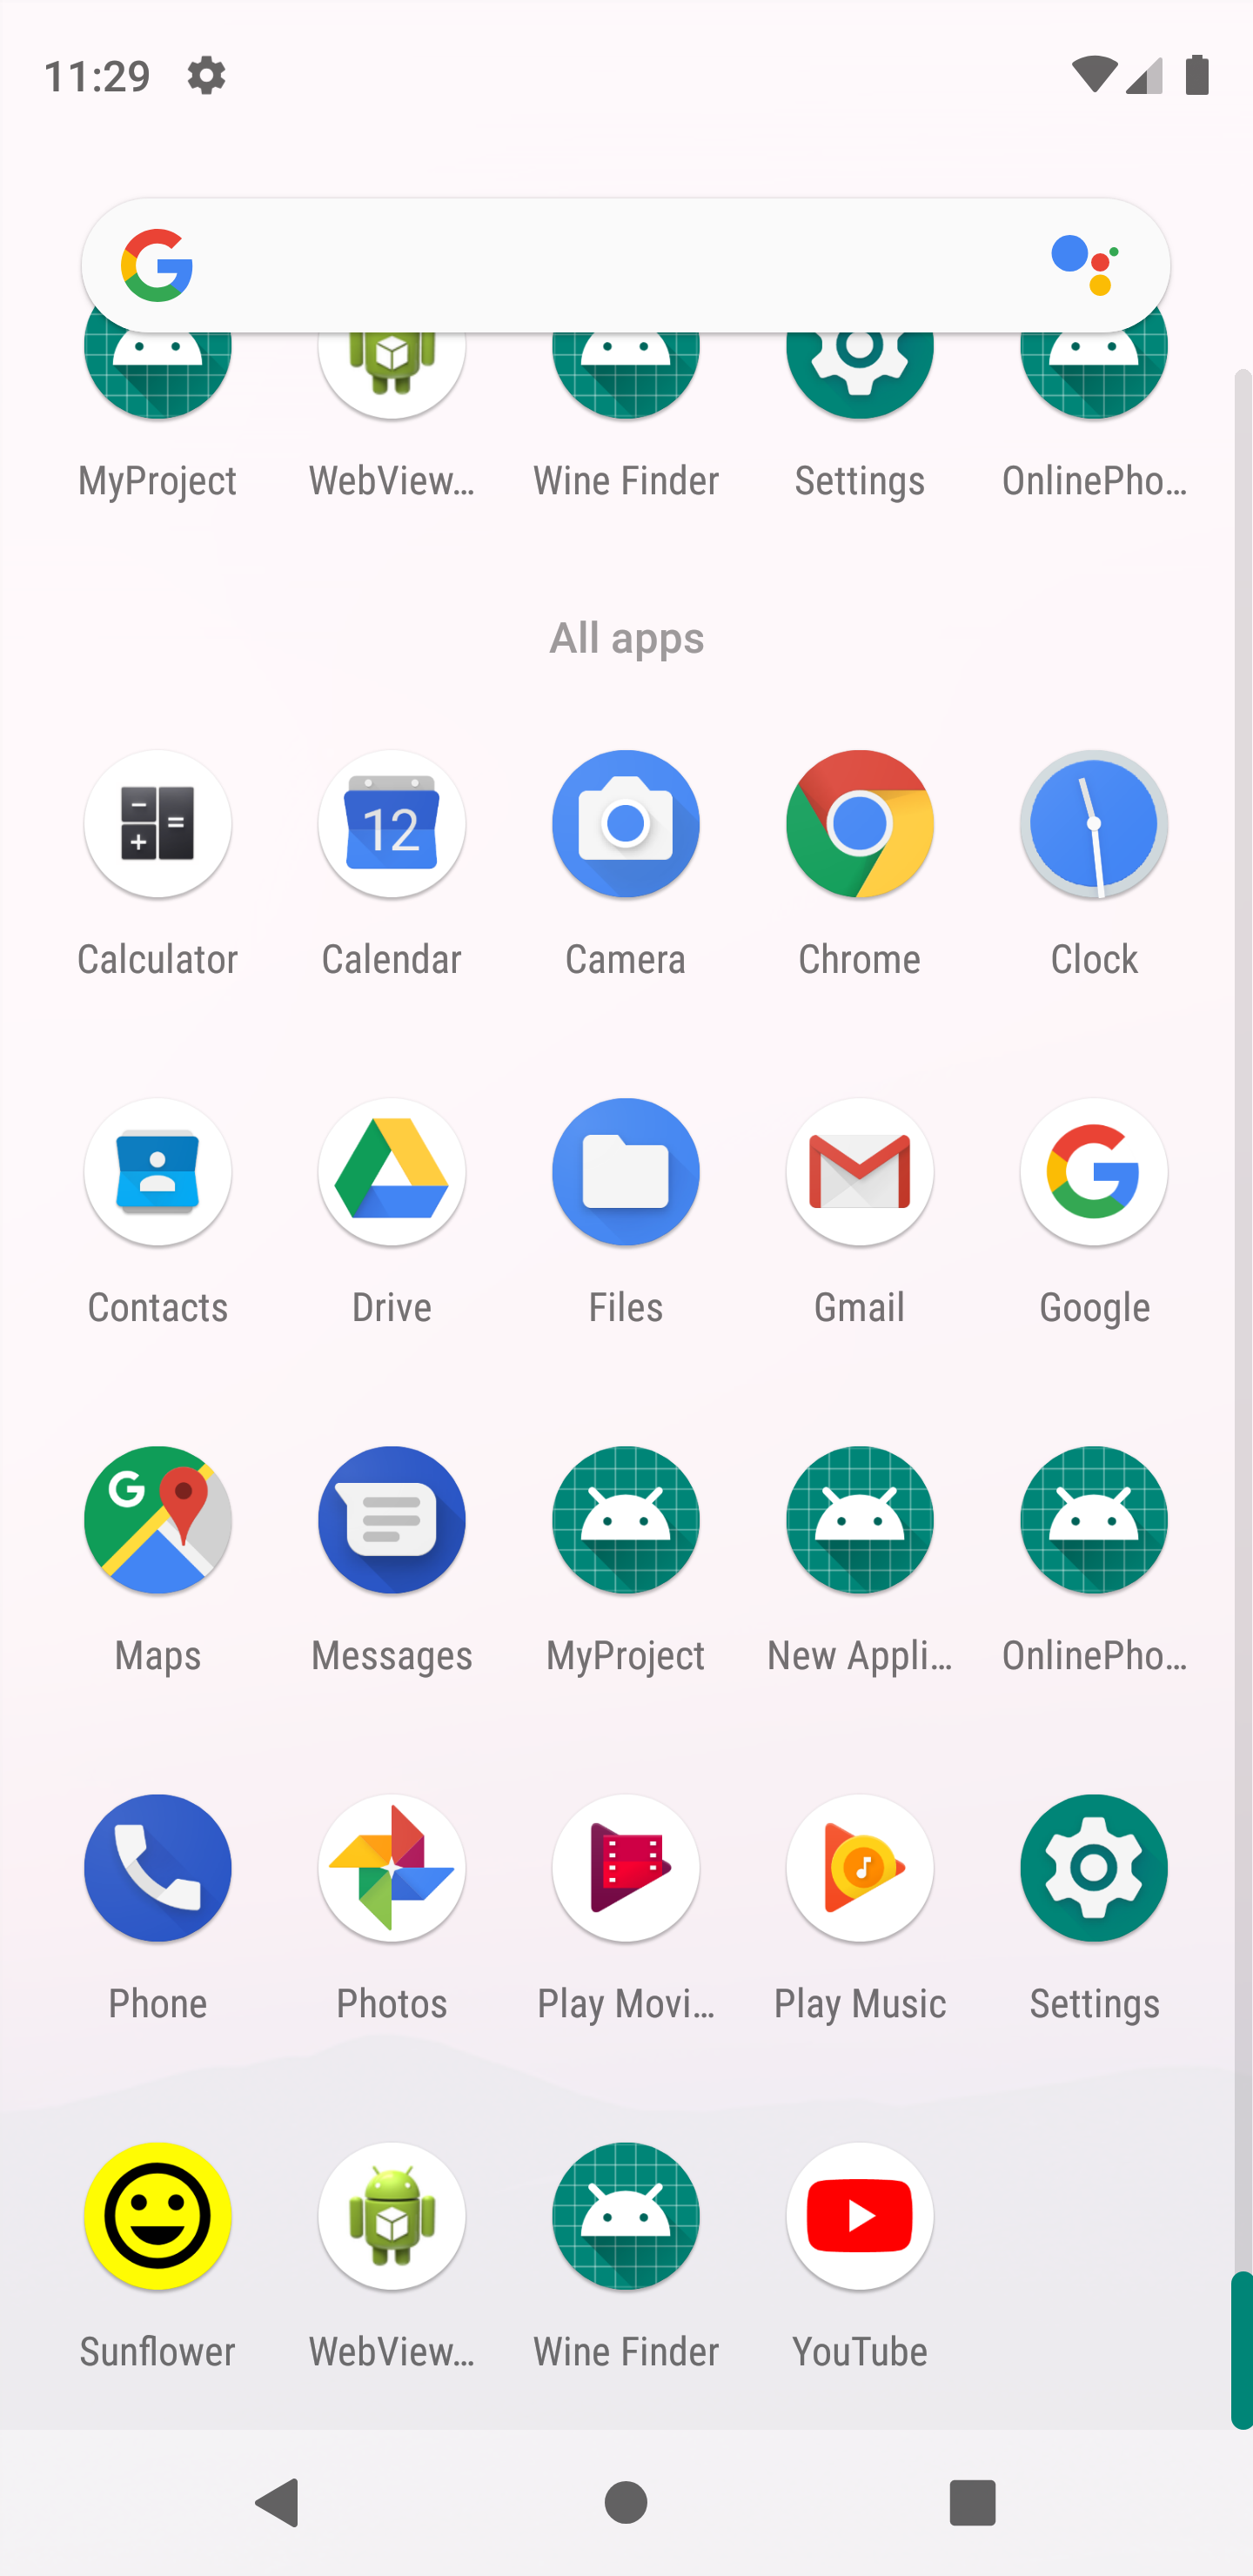 11:29
MyProject WebView… Wine Finder Settings OnlinePho…
All apps
12
Calculator Calendar Camera Chrome Clock
Contacts Drive Files Gmail Google
Maps Messages MyProject New Appli… OnlinePho…
Phone Photos Play Movi… Play Music Settings
Sunflower WebView… Wine Finder YouTube